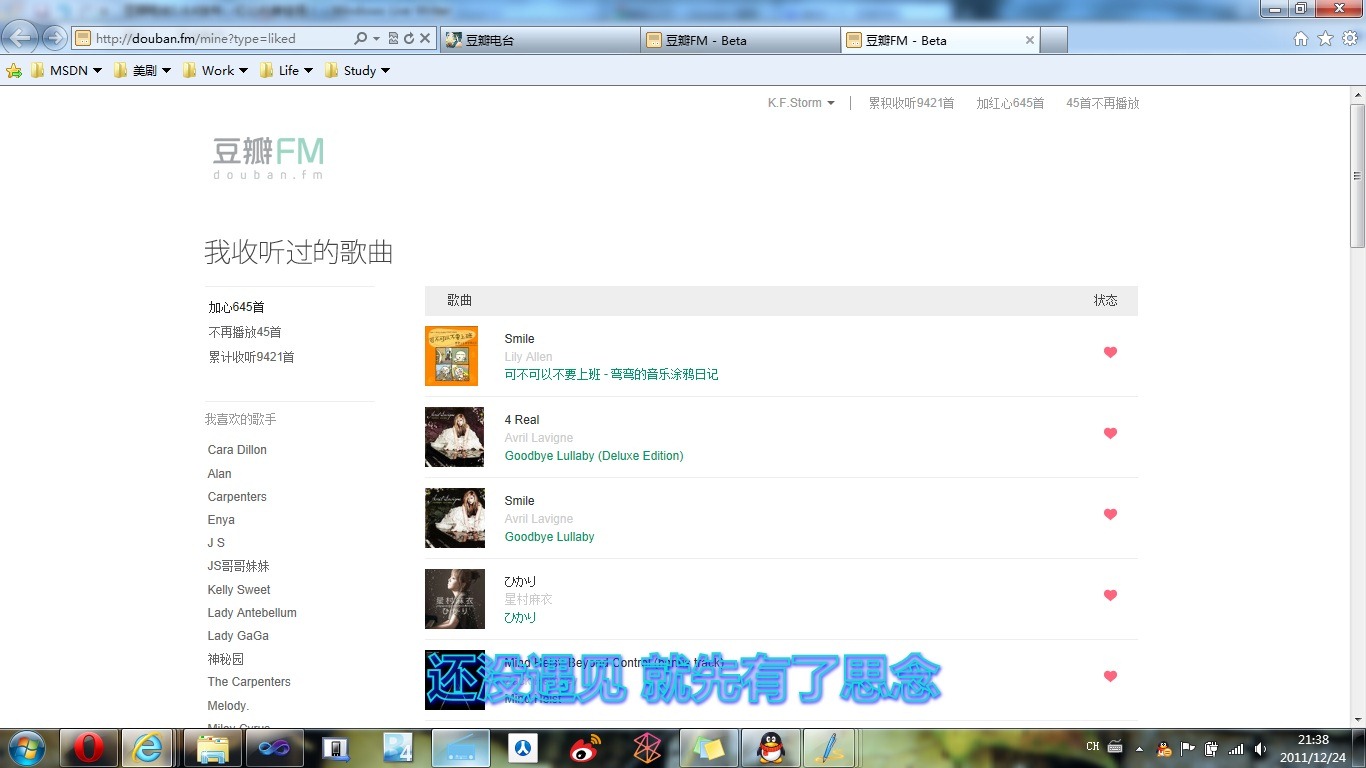 http://douban.fm/mine?type=liked
豆瓣电台
豆瓣FM - Beta
豆瓣FM - Beta
MSDN
美剧
Work
Life
Study
K.F.Storm
累积收听9421首
加红心645首
45首不再播放
豆瓣FM
douban.fm
我收听过的歌曲
加心645首
不再播放45首
累计收听9421首
我喜欢的歌手
Cara Dillon
Alan
Carpenters
Enya
J S
JS哥哥妹妹
Kelly Sweet
Lady Antebellum
Lady GaGa
神秘园
The Carpenters
Melody.
Miley Cyrus
歌曲
状态
Smile
Lily Allen
可不可以不要上班 - 弯弯的音乐涂鸦日记
4 Real
Avril Lavigne
Goodbye Lullaby (Deluxe Edition)
Smile
Avril Lavigne
Goodbye Lullaby
星村麻衣
ひかり
ひかり
星村麻衣
ひかり
Mind Heist: Beyond Control (bonus track)
Mind Heist
还没遇见 就先有了思念
CH
21:38
2011/12/24